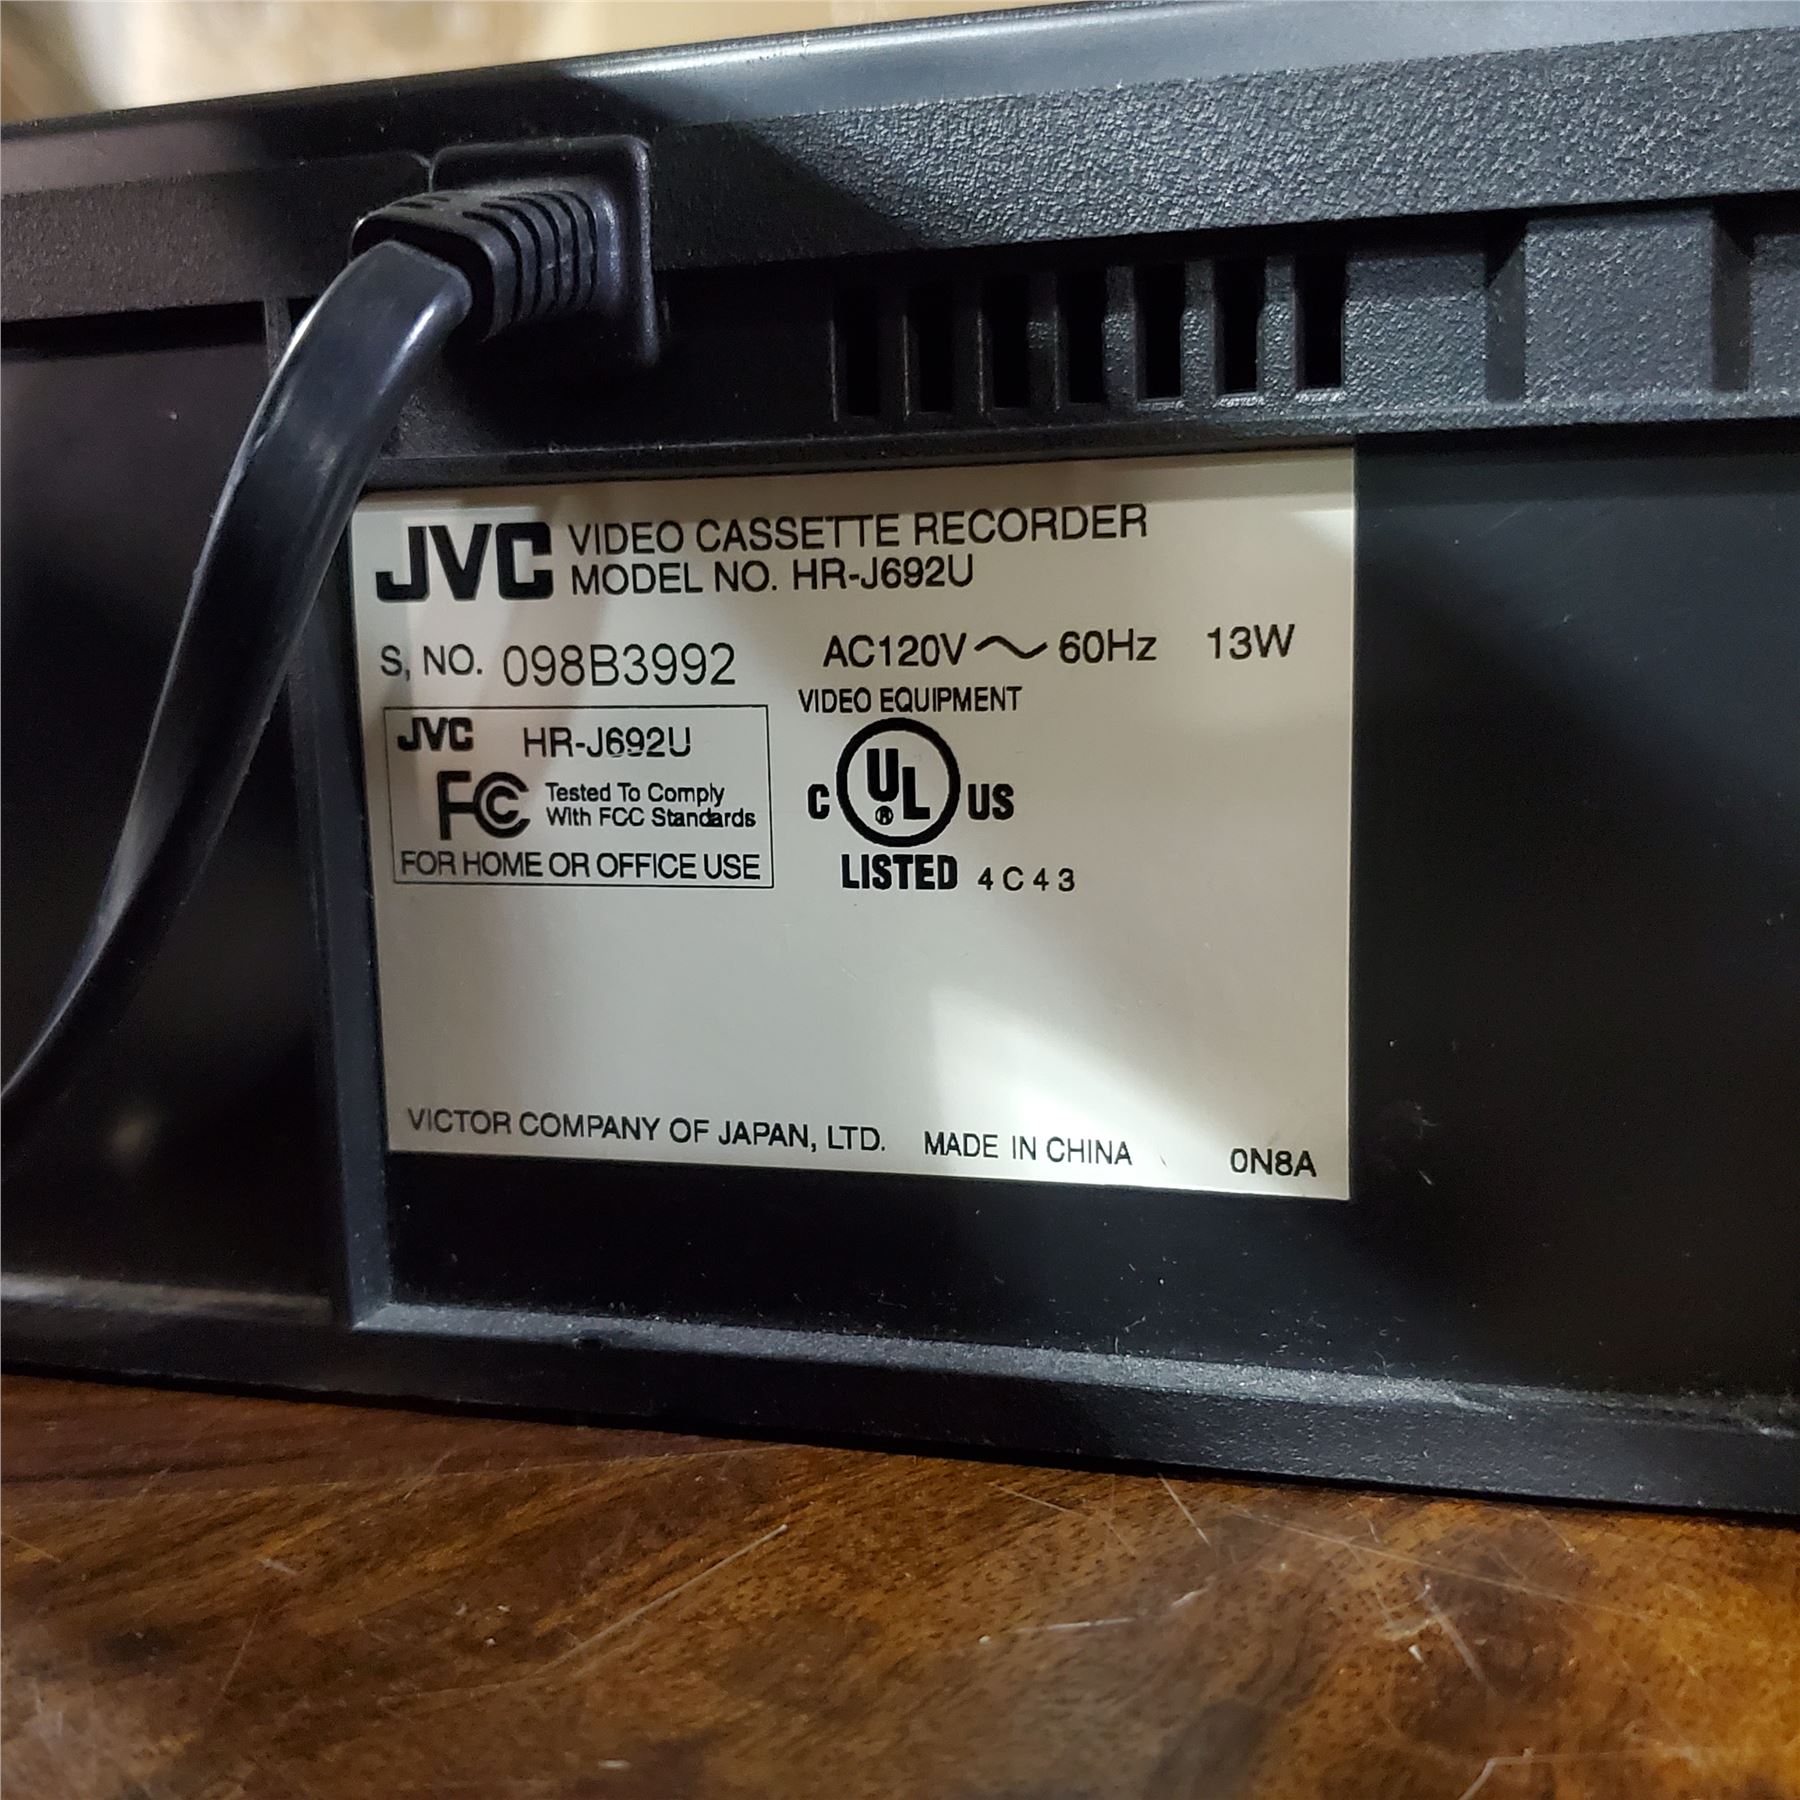 JVC VIDEO CASSETTE RECORDER
MODEL NO. HR-J692U
S, NO. 098B3992 AC120V～60Hz 13W
VIDEO EQUIPMENT
JVC HR-J692U
FC Tested To Comply
With FCC Standards
FOR HOME OR OFFICE USE
C UL ® US
LISTED 4C43
VICTOR COMPANY OF JAPAN, LTD. MADE IN CHINA 0N8A